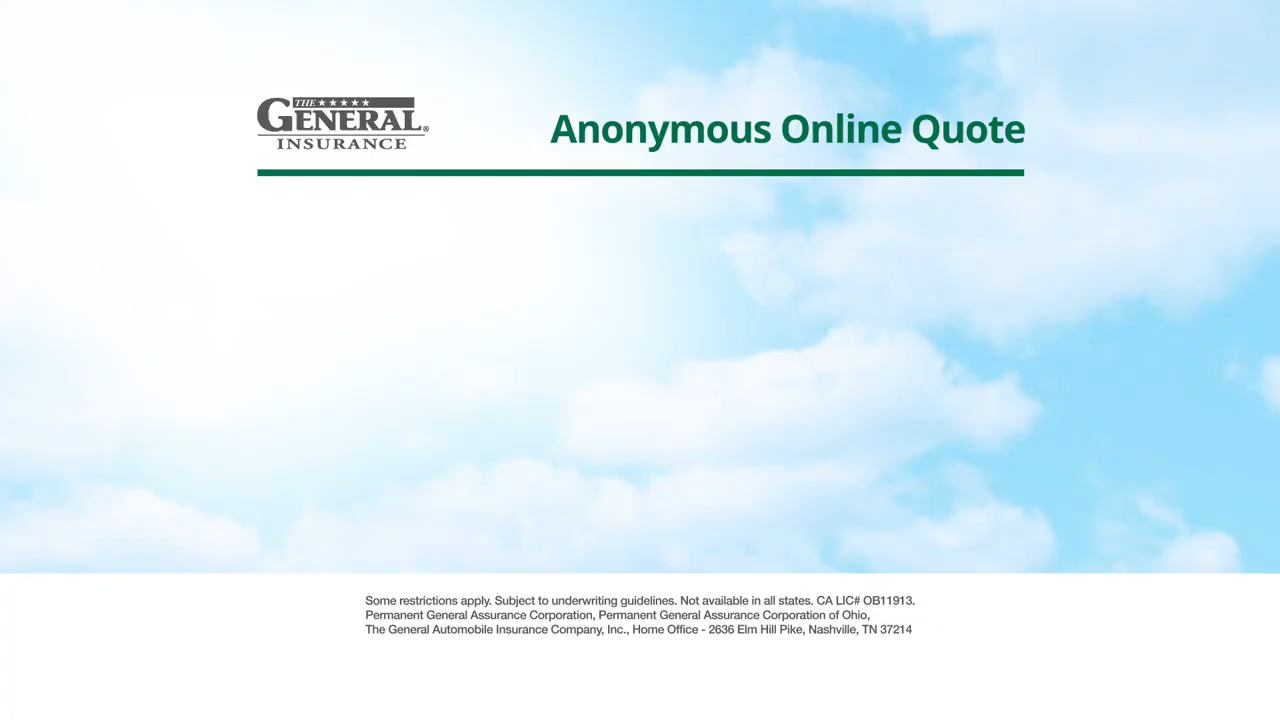 THE ★★★★★
GENERAL®
INSURANCE
Anonymous Online Quote
Some restrictions apply. Subject to underwriting guidelines. Not available in all states. CA LIC# OB11913.
Permanent General Assurance Corporation, Permanent General Assurance Corporation of Ohio,
The General Automobile Insurance Company, Inc., Home Office - 2636 Elm Hill Pike, Nashville, TN 37214